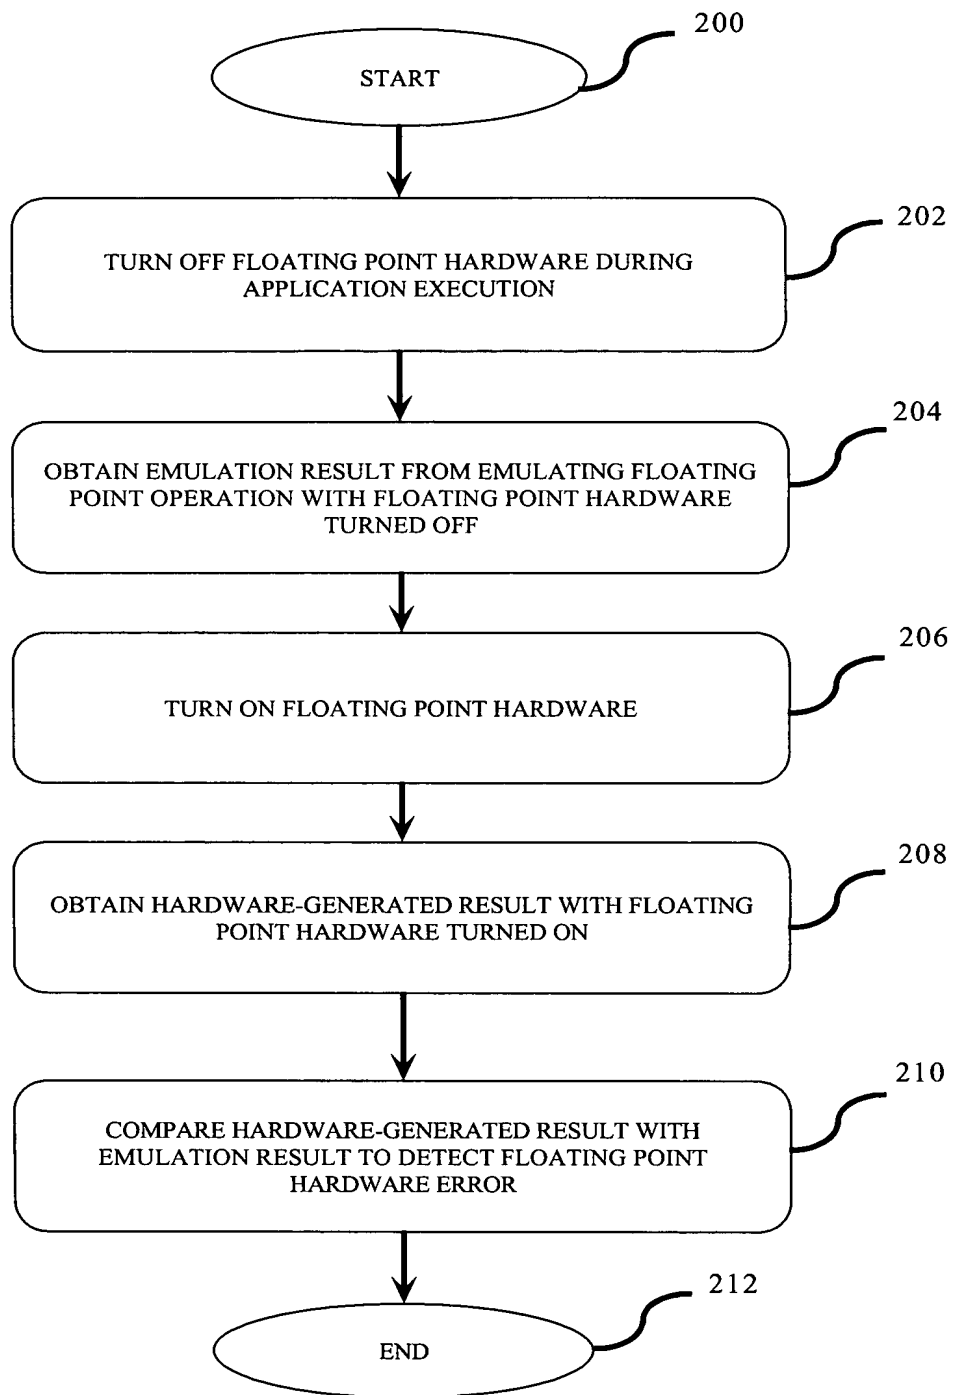 200
START
202
TURN OFF FLOATING POINT HARDWARE DURING
APPLICATION EXECUTION
204
OBTAIN EMULATION RESULT FROM EMULATING FLOATING
POINT OPERATION WITH FLOATING POINT HARDWARE
TURNED OFF
206
TURN ON FLOATING POINT HARDWARE
208
OBTAIN HARDWARE-GENERATED RESULT WITH FLOATING
POINT HARDWARE TURNED ON
210
COMPARE HARDWARE-GENERATED RESULT WITH
EMULATION RESULT TO DETECT FLOATING POINT
HARDWARE ERROR
212
END